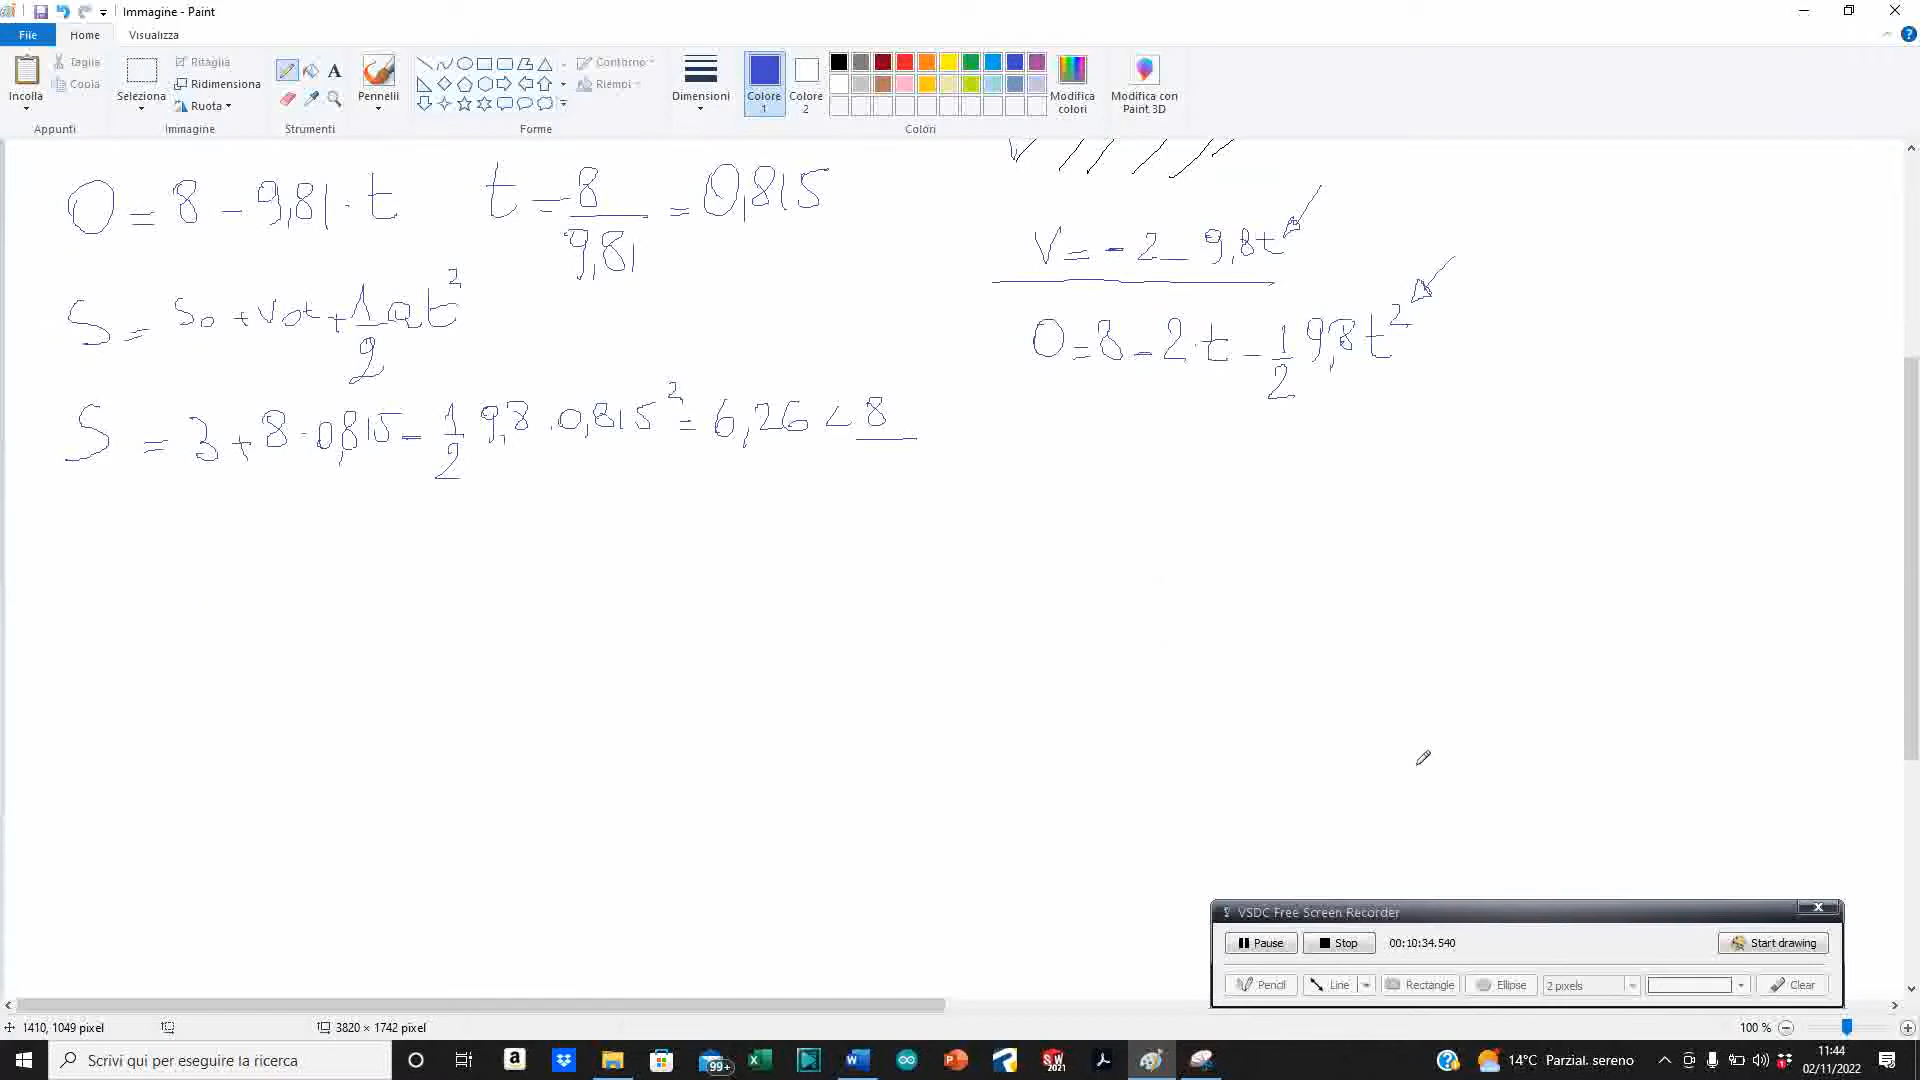 Immagine - Paint
File Home Visualizza
Incolla Taglia Copia Seleziona Ritaglia Ridimensiona Ruota Pennelli Contorno Riempi Dimensioni Colore 1 Colore 2 Modifica colori Modifica con Paint 3D
Appunti Immagine Strumenti Forme Colori
0 = 8 - 9,81 · t t = -8/9,81 = 0,815
S = S0 + V0t + 1/2 at²
S = 3 + 8 · 0,815 - 1/2 9,8 · 0,815² = 6,26 < 8
V = - 2 - 9,8t
0 = 8 - 2 · t - 1/2 9,8 t²
VSDC Free Screen Recorder
Pause Stop 00:10:34.540 Start drawing
Pencil Line Rectangle Ellipse 2 pixels Clear
1410, 1049 pixel 3820 × 1742 pixel 100 %
Scrivi qui per eseguire la ricerca 99+ SW 2021 14°C Parzial. sereno 11:44
02/11/2022